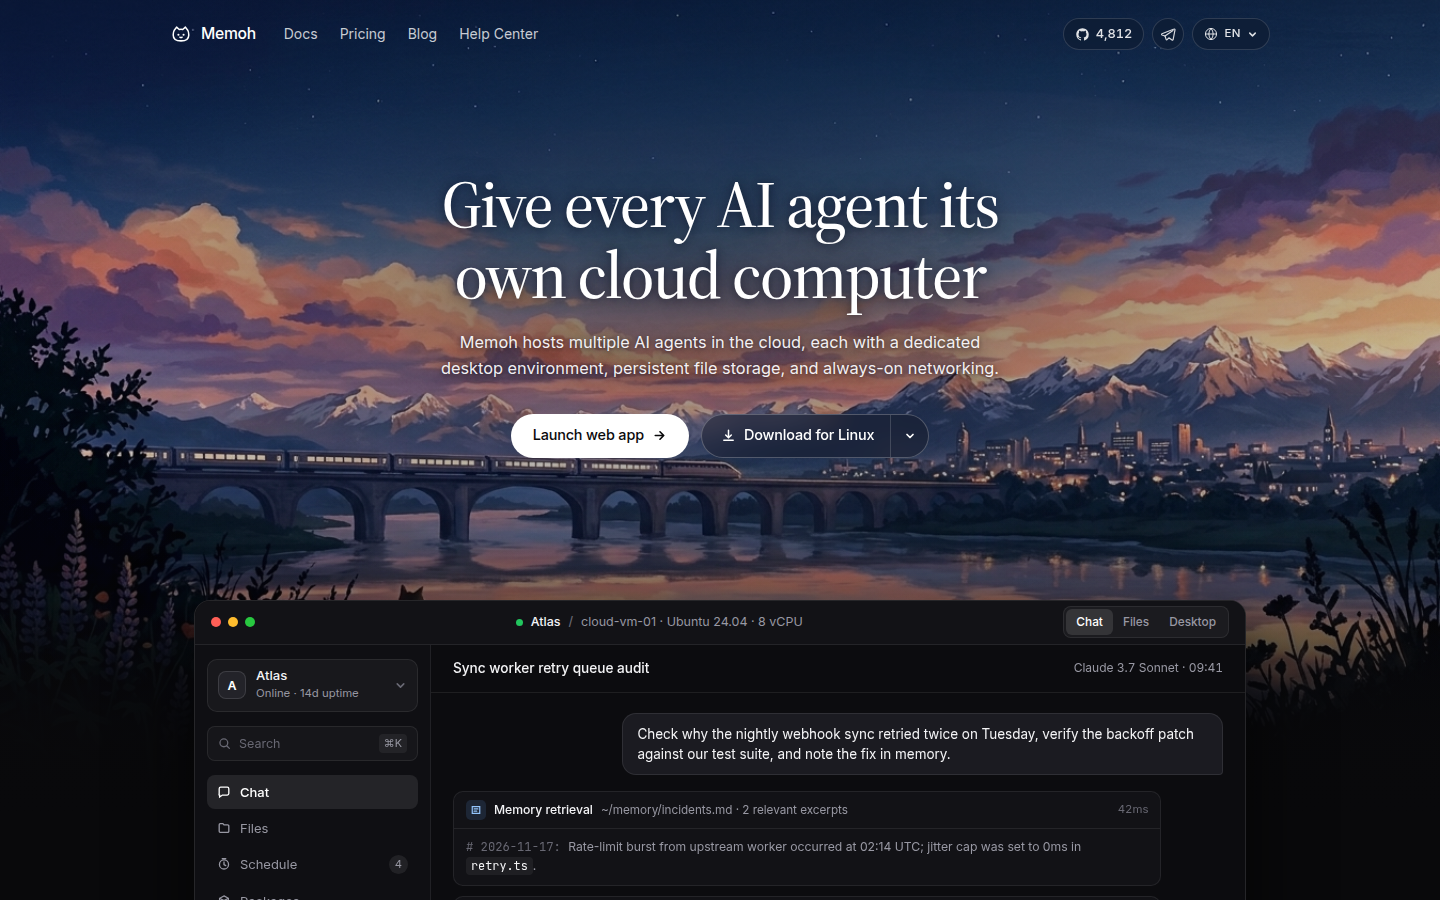 Memoh Docs Pricing Blog Help Center 4,812 EN
Give every AI agent its
own cloud computer
Memoh hosts multiple AI agents in the cloud, each with a dedicated
desktop environment, persistent file storage, and always-on networking.
Launch web app → Download for Linux
Atlas / cloud-vm-01 · Ubuntu 24.04 · 8 vCPU Chat Files Desktop
A Atlas
Online · 14d uptime
Search ⌘K
Chat
Files
Schedule 4
Packages
Sync worker retry queue audit Claude 3.7 Sonnet · 09:41
Check why the nightly webhook sync retried twice on Tuesday, verify the backoff patch
against our test suite, and note the fix in memory.
Memory retrieval ~/memory/incidents.md · 2 relevant excerpts 42ms
# 2026-11-17: Rate-limit burst from upstream worker occurred at 02:14 UTC; jitter cap was set to 0ms in
retry.ts.